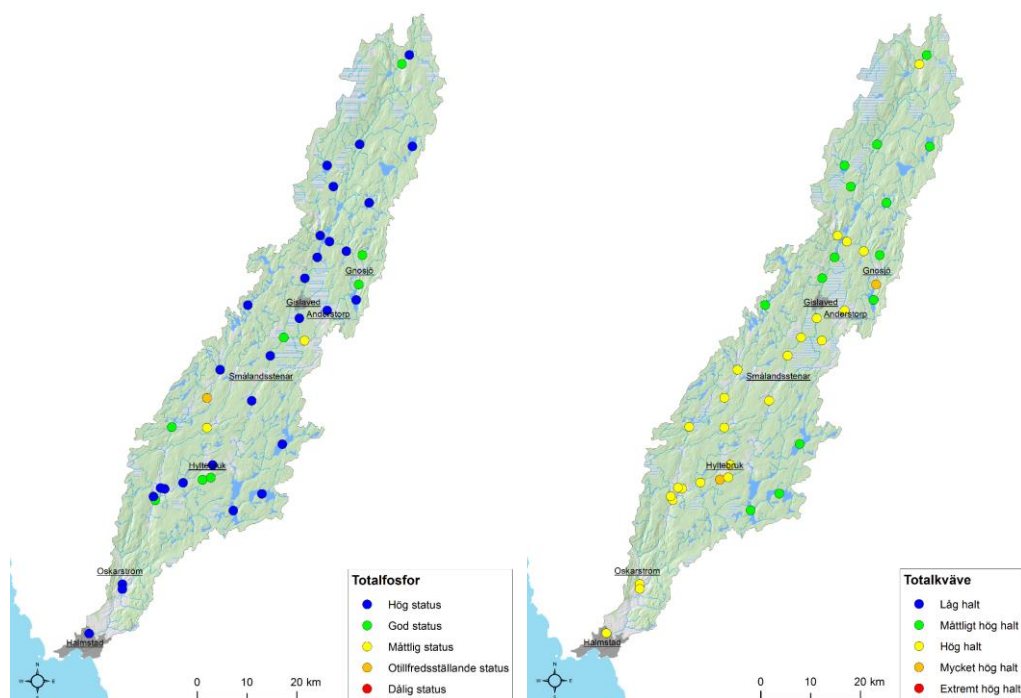 Gnosjö
Gislaved
Anderstorp
Smålandsstenar
Hyltebruk
Oskarström
Halmstad
Totalfosfor
Hög status
God status
Måttlig status
Otillfredsställande status
Dålig status
N
W E
S
0 10 20 km
Gnosjö
Gislaved
Anderstorp
Smålandsstenar
Hyltebruk
Oskarström
Halmstad
Totalkväve
Låg halt
Måttligt hög halt
Hög halt
Mycket hög halt
Extremt hög halt
N
W E
S
0 10 20 km